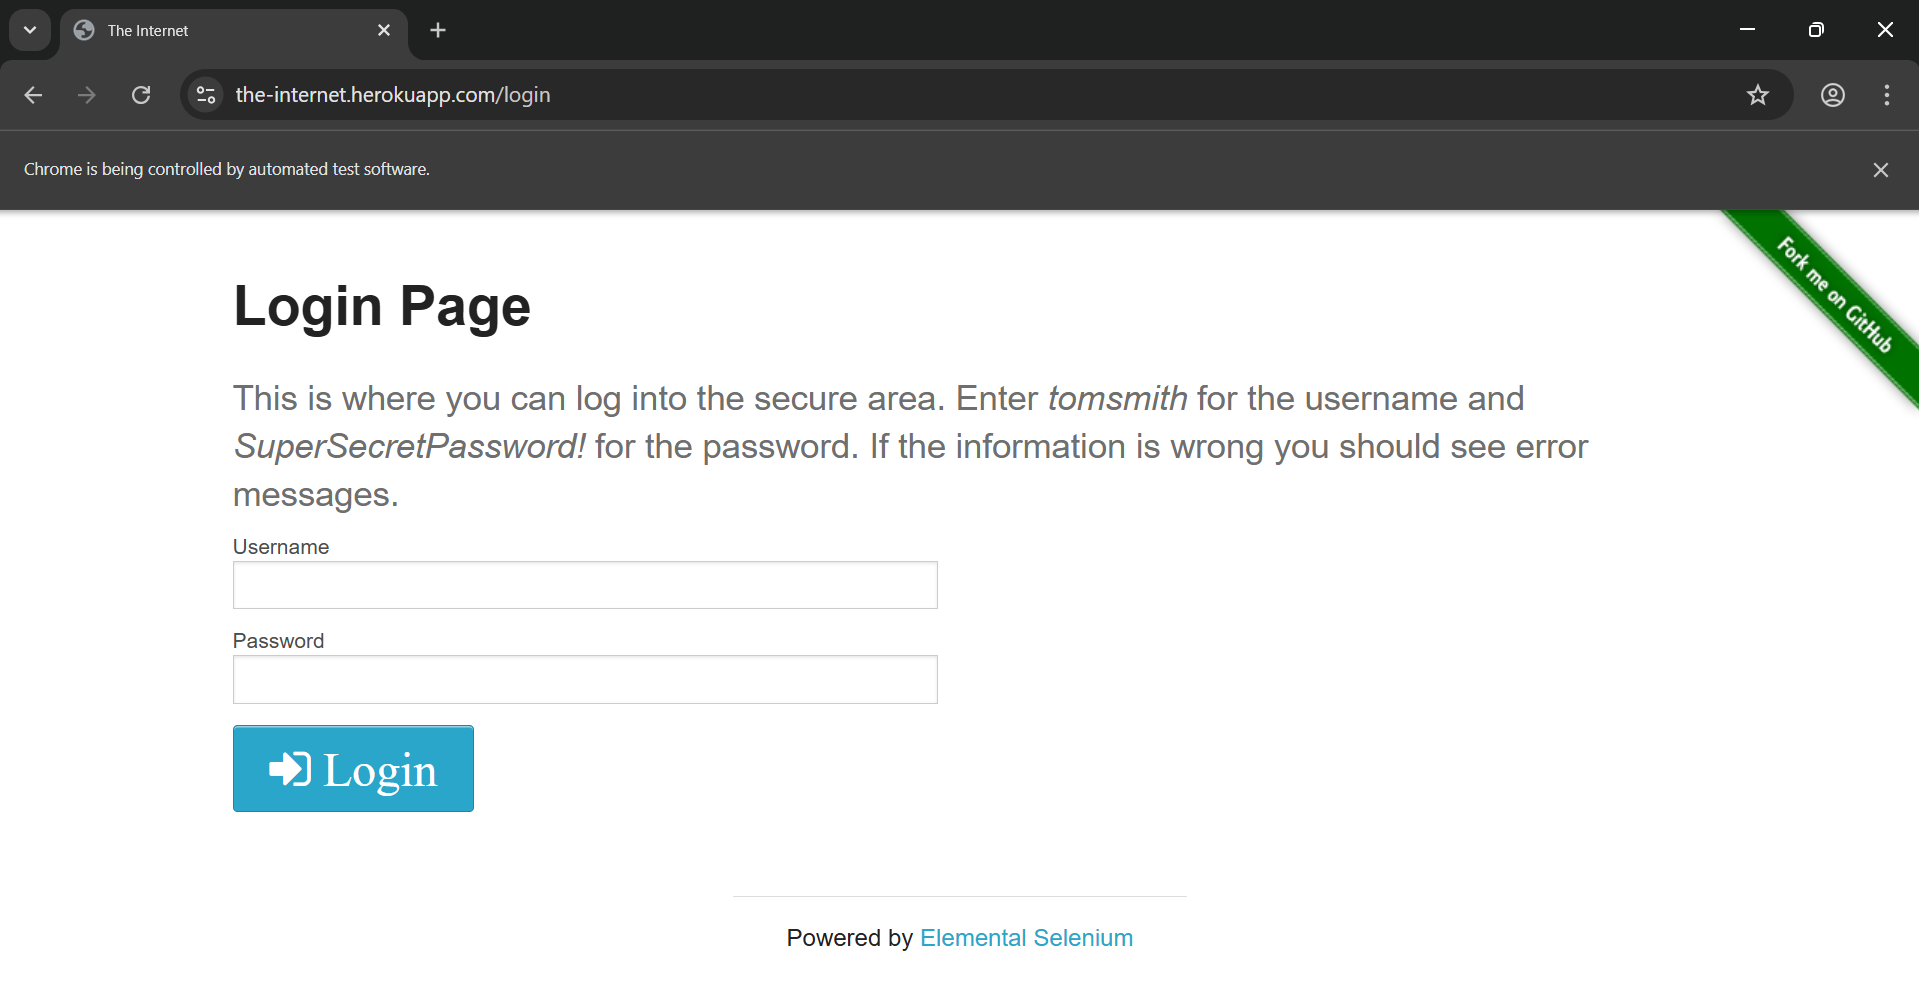 The Internet
the-internet.herokuapp.com/login
Chrome is being controlled by automated test software.
Fork me on GitHub
Login Page
This is where you can log into the secure area. Enter tomsmith for the username and
SuperSecretPassword! for the password. If the information is wrong you should see error
messages.
Username
Password
Login
Powered by Elemental Selenium